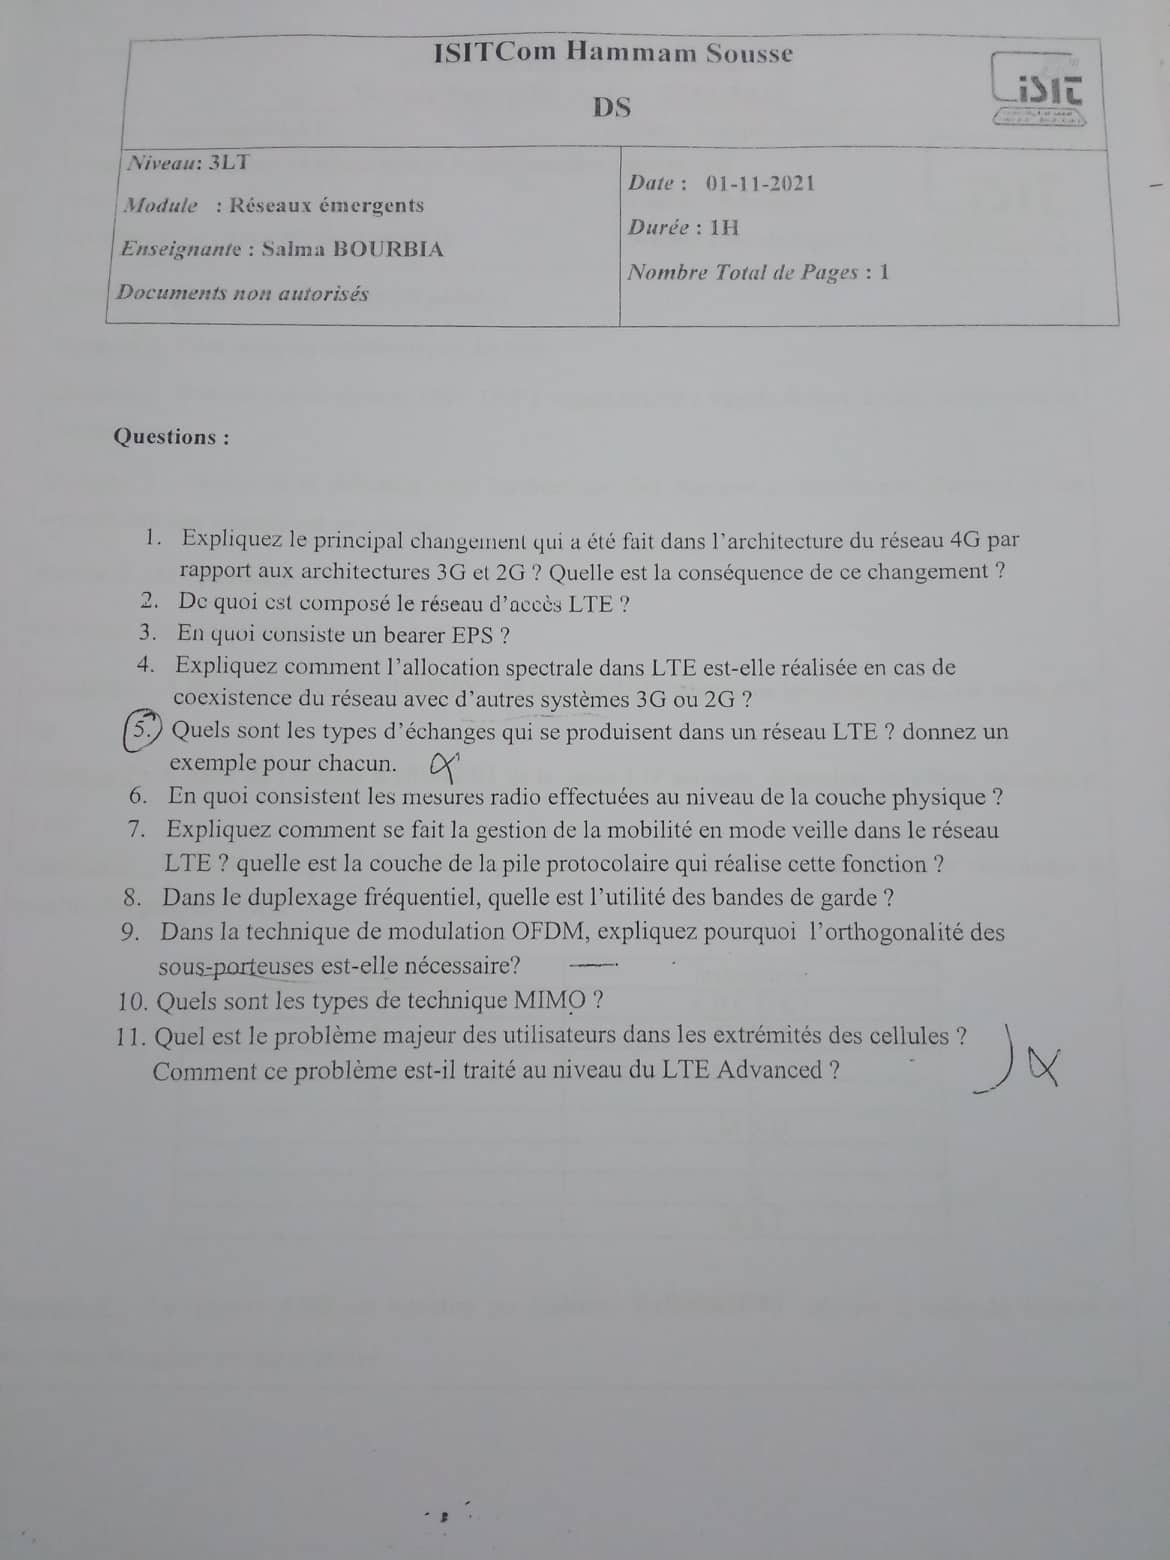 ISITCom Hammam Sousse
DS
isit
Niveau: 3LT
Module : Réseaux émergents
Enseignante : Salma BOURBIA
Documents non autorisés
Date : 01-11-2021
Durée : 1H
Nombre Total de Pages : 1
Questions :
1. Expliquez le principal changement qui a été fait dans l'architecture du réseau 4G par
rapport aux architectures 3G et 2G ? Quelle est la conséquence de ce changement ?
2. De quoi est composé le réseau d'accès LTE ?
3. En quoi consiste un bearer EPS ?
4. Expliquez comment l'allocation spectrale dans LTE est-elle réalisée en cas de
coexistence du réseau avec d'autres systèmes 3G ou 2G ?
5. Quels sont les types d'échanges qui se produisent dans un réseau LTE ? donnez un
exemple pour chacun.
6. En quoi consistent les mesures radio effectuées au niveau de la couche physique ?
7. Expliquez comment se fait la gestion de la mobilité en mode veille dans le réseau
LTE ? quelle est la couche de la pile protocolaire qui réalise cette fonction ?
8. Dans le duplexage fréquentiel, quelle est l'utilité des bandes de garde ?
9. Dans la technique de modulation OFDM, expliquez pourquoi l'orthogonalité des
sous-porteuses est-elle nécessaire?
10. Quels sont les types de technique MIMO ?
11. Quel est le problème majeur des utilisateurs dans les extrémités des cellules ?
Comment ce problème est-il traité au niveau du LTE Advanced ?